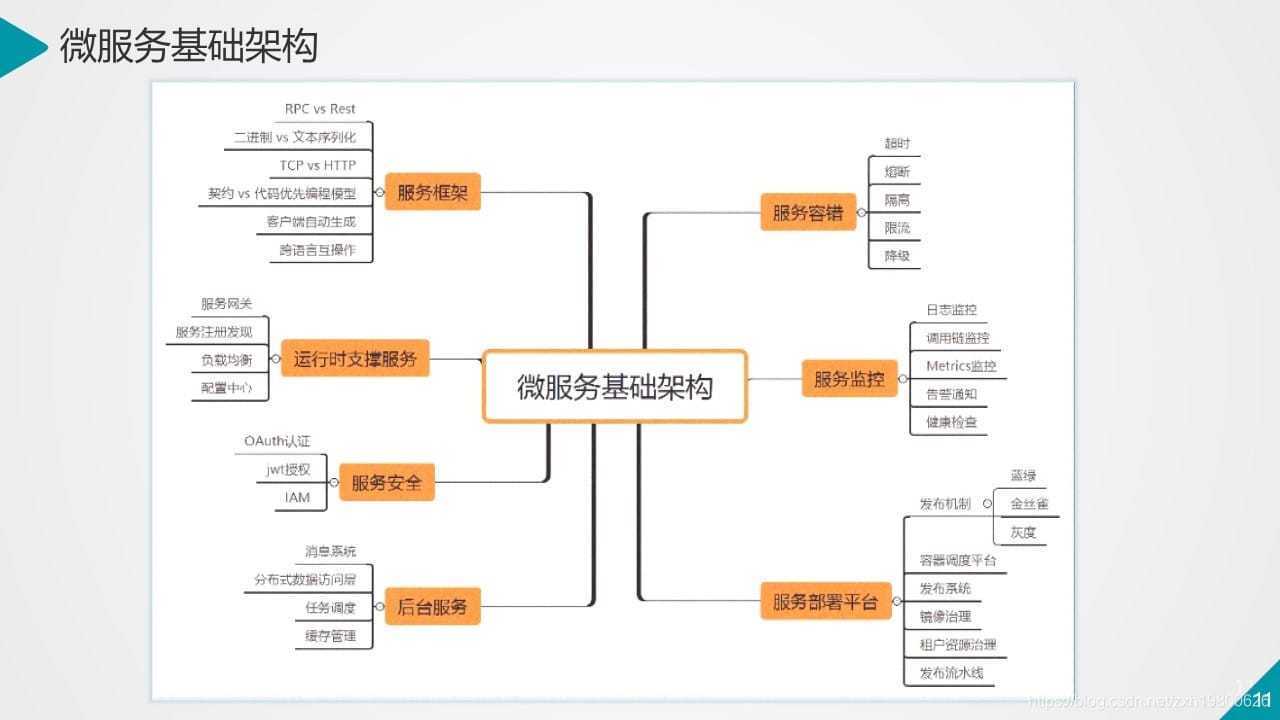 微服务基础架构
RPC vs Rest
二进制 vs 文本序列化
TCP vs HTTP
契约 vs 代码优先编程模型
客户端自动生成
跨语言互操作
服务框架
服务网关
服务注册发现
负载均衡
配置中心
运行时支撑服务
OAuth认证
jwt授权
IAM
服务安全
消息系统
分布式数据访问层
任务调度
缓存管理
后台服务
微服务基础架构
服务容错
超时
熔断
隔离
限流
降级
服务监控
日志监控
调用链监控
Metrics监控
告警通知
健康检查
服务部署平台
发布机制
蓝绿
金丝雀
灰度
容器调度平台
发布系统
镜像治理
租户资源治理
发布流水线
11